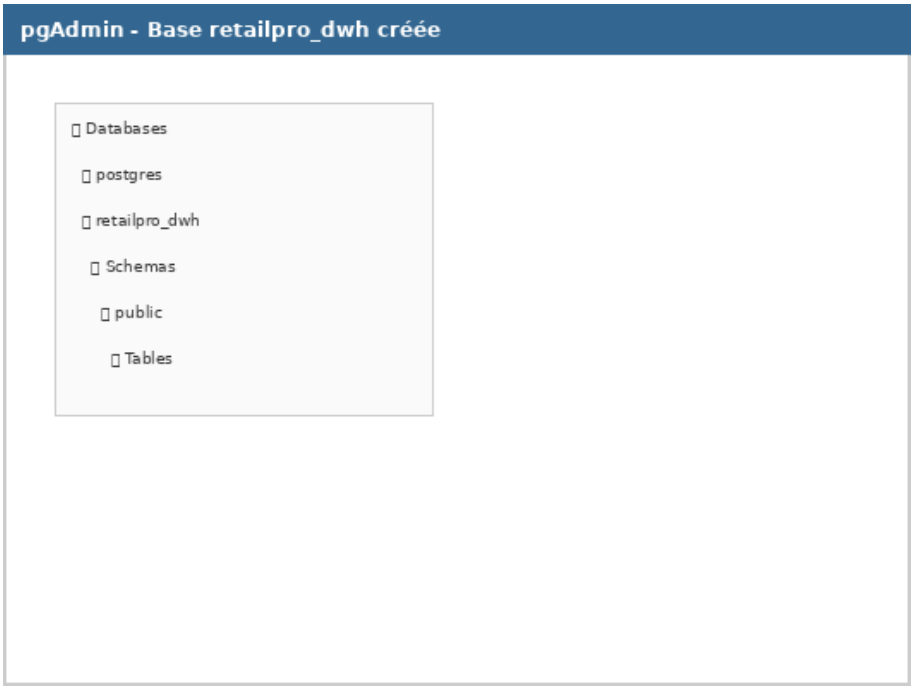 pgAdmin - Base retailpro_dwh créée
Databases
postgres
retailpro_dwh
Schemas
public
Tables